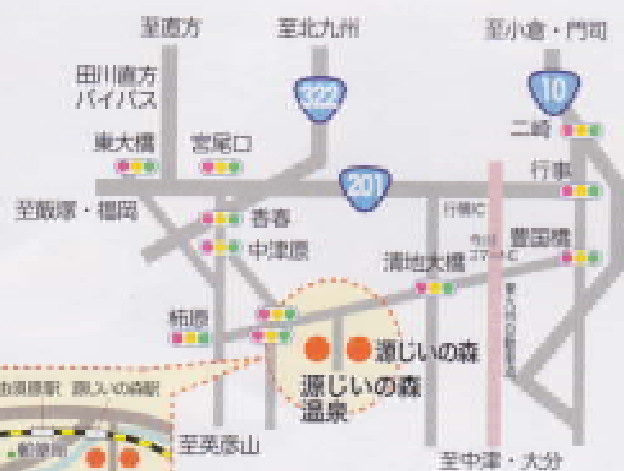 至直方
至北九州
至小倉・門司
田川直方
バイパス
322
10
二崎
東大橋
宮尾口
行事
201
至飯塚・福岡
行橋IC
香春
豊国橋
中津原
清地大橋
柿原
源じいの森
源じいの森
温泉
源じいの森駅
郵便局
至英彦山
至中津・大分